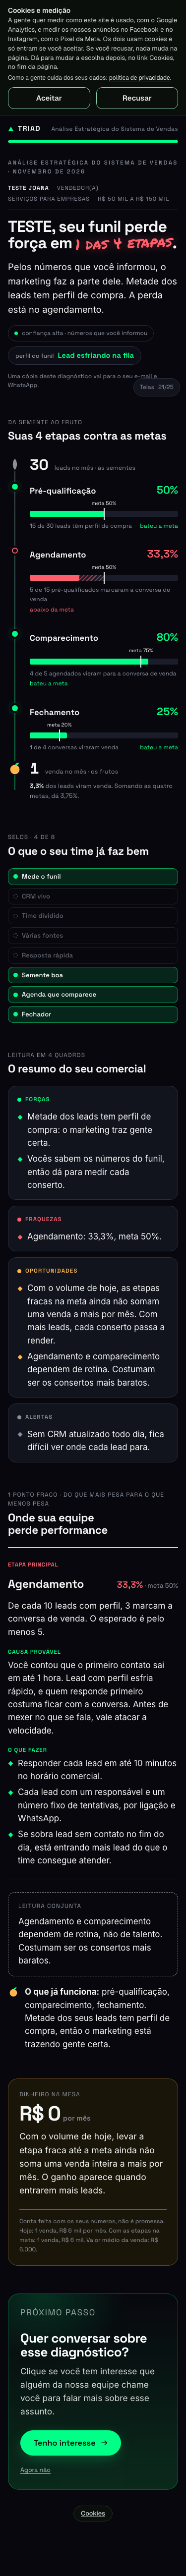 Cookies e medição
A gente quer medir como este site é usado, com o Google
Analytics, e medir os nossos anúncios no Facebook e no
Instagram, com o Pixel da Meta. Os dois usam cookies e
só entram se você aceitar. Se você recusar, nada muda na
página. Dá para mudar a escolha depois, no link Cookies,
no fim da página.
Como a gente cuida dos seus dados: política de privacidade.
Aceitar
Recusar
TRIAD
Análise Estratégica do Sistema de Vendas
ANÁLISE ESTRATÉGICA DO SISTEMA DE VENDAS
· NOVEMBRO DE 2026
TESTE JOANA VENDEDOR(A)
SERVIÇOS PARA EMPRESAS R$ 50 MIL A R$ 150 MIL
TESTE, seu funil perde
força em 1 das 4 etapas.
Pelos números que você informou, o
marketing faz a parte dele. Metade dos
leads tem perfil de compra. A perda
está no agendamento.
confiança alta · números que você informou
perfil do funil Lead esfriando na fila
Uma cópia deste diagnóstico vai para o seu e-mail e
WhatsApp.
Telas 21/25
DA SEMENTE AO FRUTO
Suas 4 etapas contra as metas
30 leads no mês · as sementes
Pré-qualificação 50%
meta 50%
15 de 30 leads têm perfil de compra bateu a meta
Agendamento 33,3%
meta 50%
5 de 15 pré-qualificados marcaram a conversa de
venda
abaixo da meta
Comparecimento 80%
meta 75%
4 de 5 agendados vieram para a conversa de venda
bateu a meta
Fechamento 25%
meta 20%
1 de 4 conversas viraram venda bateu a meta
1 venda no mês · os frutos
3,3% dos leads viram venda. Somando as quatro
metas, dá 3,75%.
SELOS · 4 DE 8
O que o seu time já faz bem
Mede o funil
CRM vivo
Time dividido
Várias fontes
Resposta rápida
Semente boa
Agenda que comparece
Fechador
LEITURA EM 4 QUADROS
O resumo do seu comercial
FORÇAS
Metade dos leads tem perfil de
compra: o marketing traz gente
certa.
Vocês sabem os números do funil,
então dá para medir cada
conserto.
FRAQUEZAS
Agendamento: 33,3%, meta 50%.
OPORTUNIDADES
Com o volume de hoje, as etapas
fracas na meta ainda não somam
uma venda a mais por mês. Com
mais leads, cada conserto passa a
render.
Agendamento e comparecimento
dependem de rotina. Costumam
ser os consertos mais baratos.
ALERTAS
Sem CRM atualizado todo dia, fica
difícil ver onde cada lead para.
1 PONTO FRACO · DO QUE MAIS PESA PARA O QUE
MENOS PESA
Onde sua equipe
perde performance
ETAPA PRINCIPAL
Agendamento 33,3% · meta 50%
De cada 10 leads com perfil, 3 marcam a
conversa de venda. O esperado é pelo
menos 5.
CAUSA PROVÁVEL
Você contou que o primeiro contato sai
em até 1 hora. Lead com perfil esfria
rápido, e quem responde primeiro
costuma ficar com a conversa. Antes de
mexer no que se fala, vale atacar a
velocidade.
O QUE FAZER
Responder cada lead em até 10 minutos
no horário comercial.
Cada lead com um responsável e um
número fixo de tentativas, por ligação e
WhatsApp.
Se sobra lead sem contato no fim do
dia, está entrando mais lead do que o
time consegue atender.
LEITURA CONJUNTA
Agendamento e comparecimento
dependem de rotina, não de talento.
Costumam ser os consertos mais
baratos.
O que já funciona: pré-qualificação,
comparecimento, fechamento.
Metade dos seus leads tem perfil de
compra, então o marketing está
trazendo gente certa.
DINHEIRO NA MESA
R$ 0 por mês
Com o volume de hoje, levar a
etapa fraca até a meta ainda não
soma uma venda inteira a mais por
mês. O ganho aparece quando
entrarem mais leads.
Conta feita com os seus números, não é promessa.
Hoje: 1 venda, R$ 6 mil por mês. Com as etapas na
meta: 1 venda, R$ 6 mil. Valor médio da venda: R$
6.000.
PRÓXIMO PASSO
Quer conversar sobre
esse diagnóstico?
Clique se você tem interesse que
alguém da nossa equipe chame
você para falar mais sobre esse
assunto.
Tenho interesse →
Agora não
Cookies